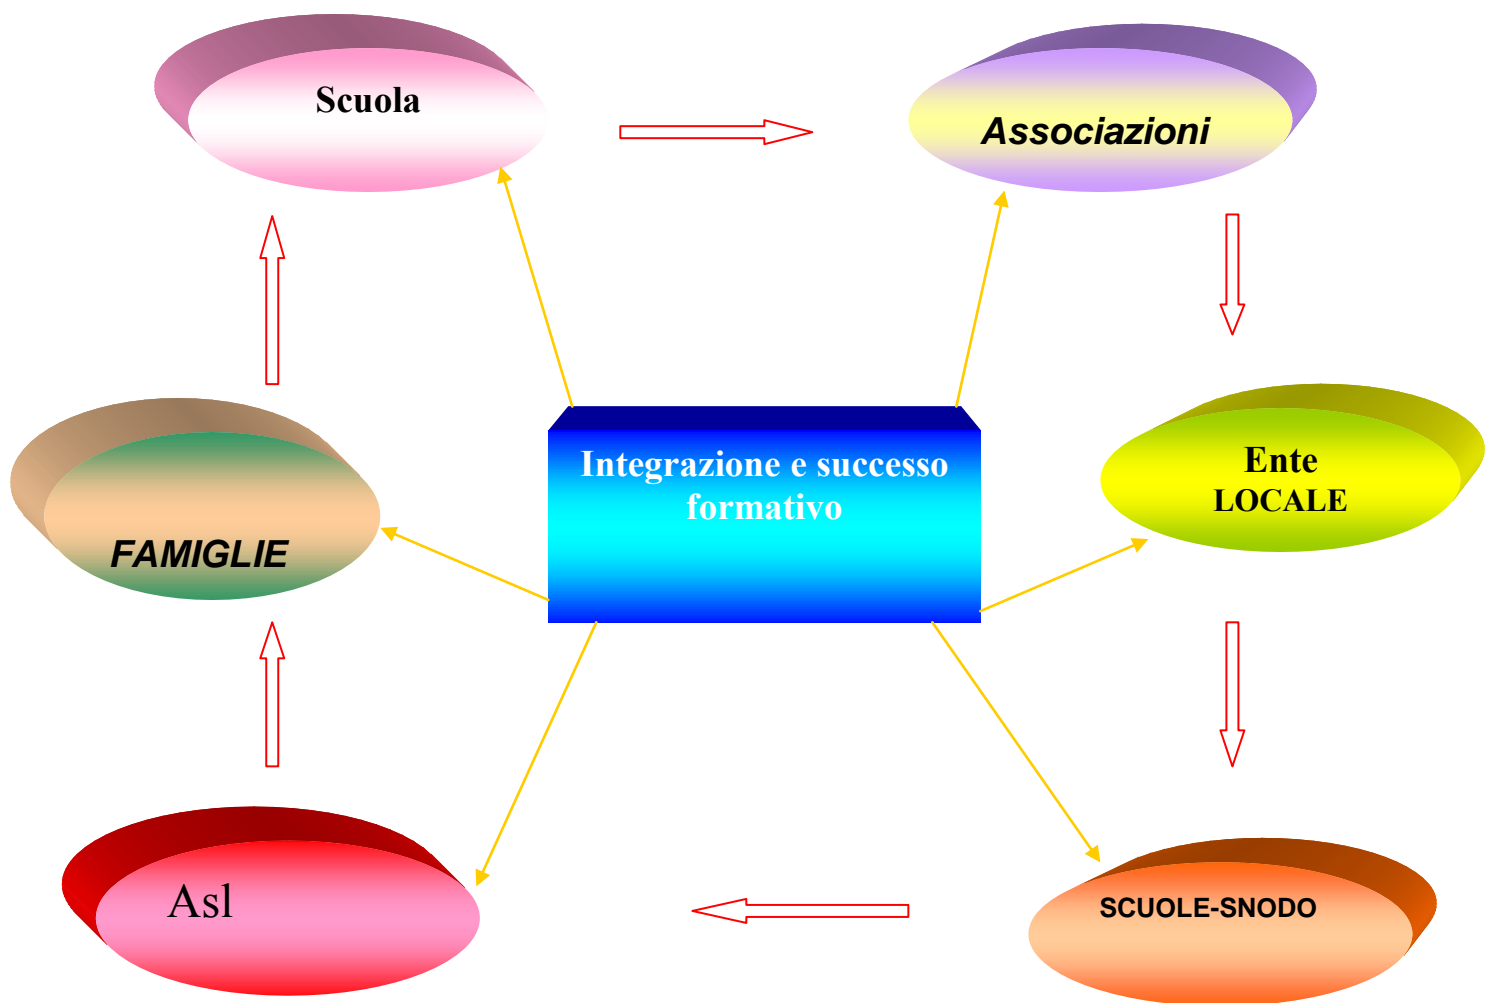 Scuola
Associazioni
Integrazione e successo
formativo
Ente
LOCALE
FAMIGLIE
Asl
SCUOLE-SNODO